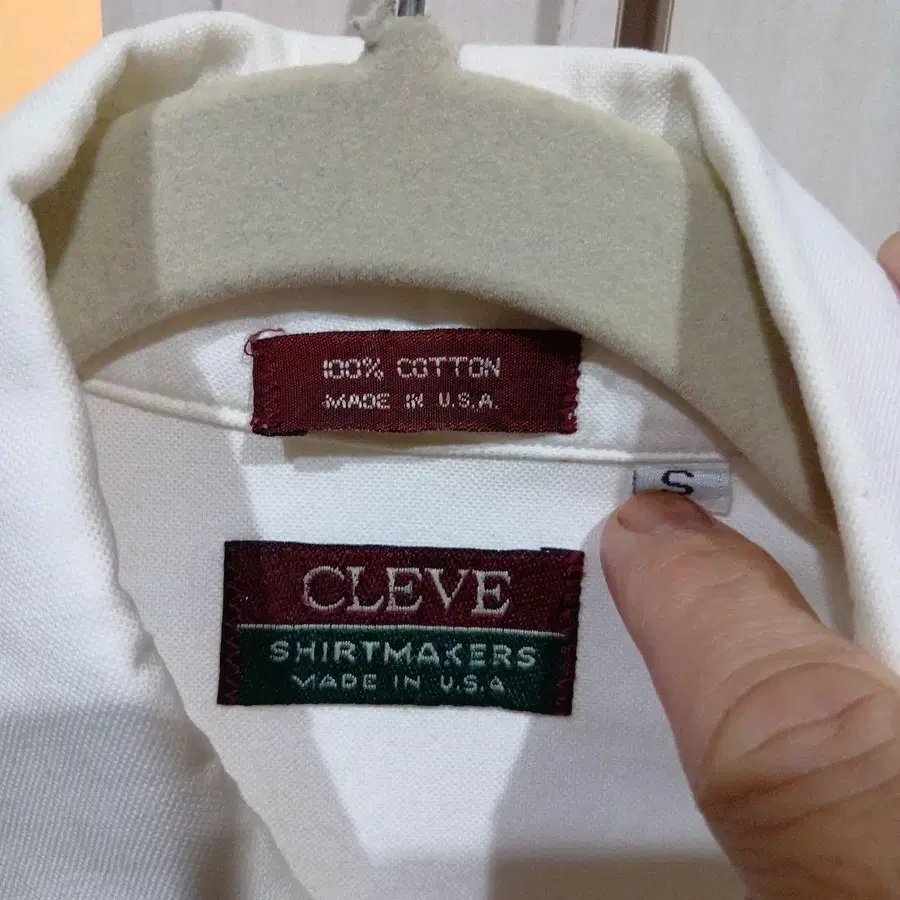 100% COTTON
MADE IN U.S.A.
S
CLEVE
SHIRTMAKERS
MADE IN U.S.A